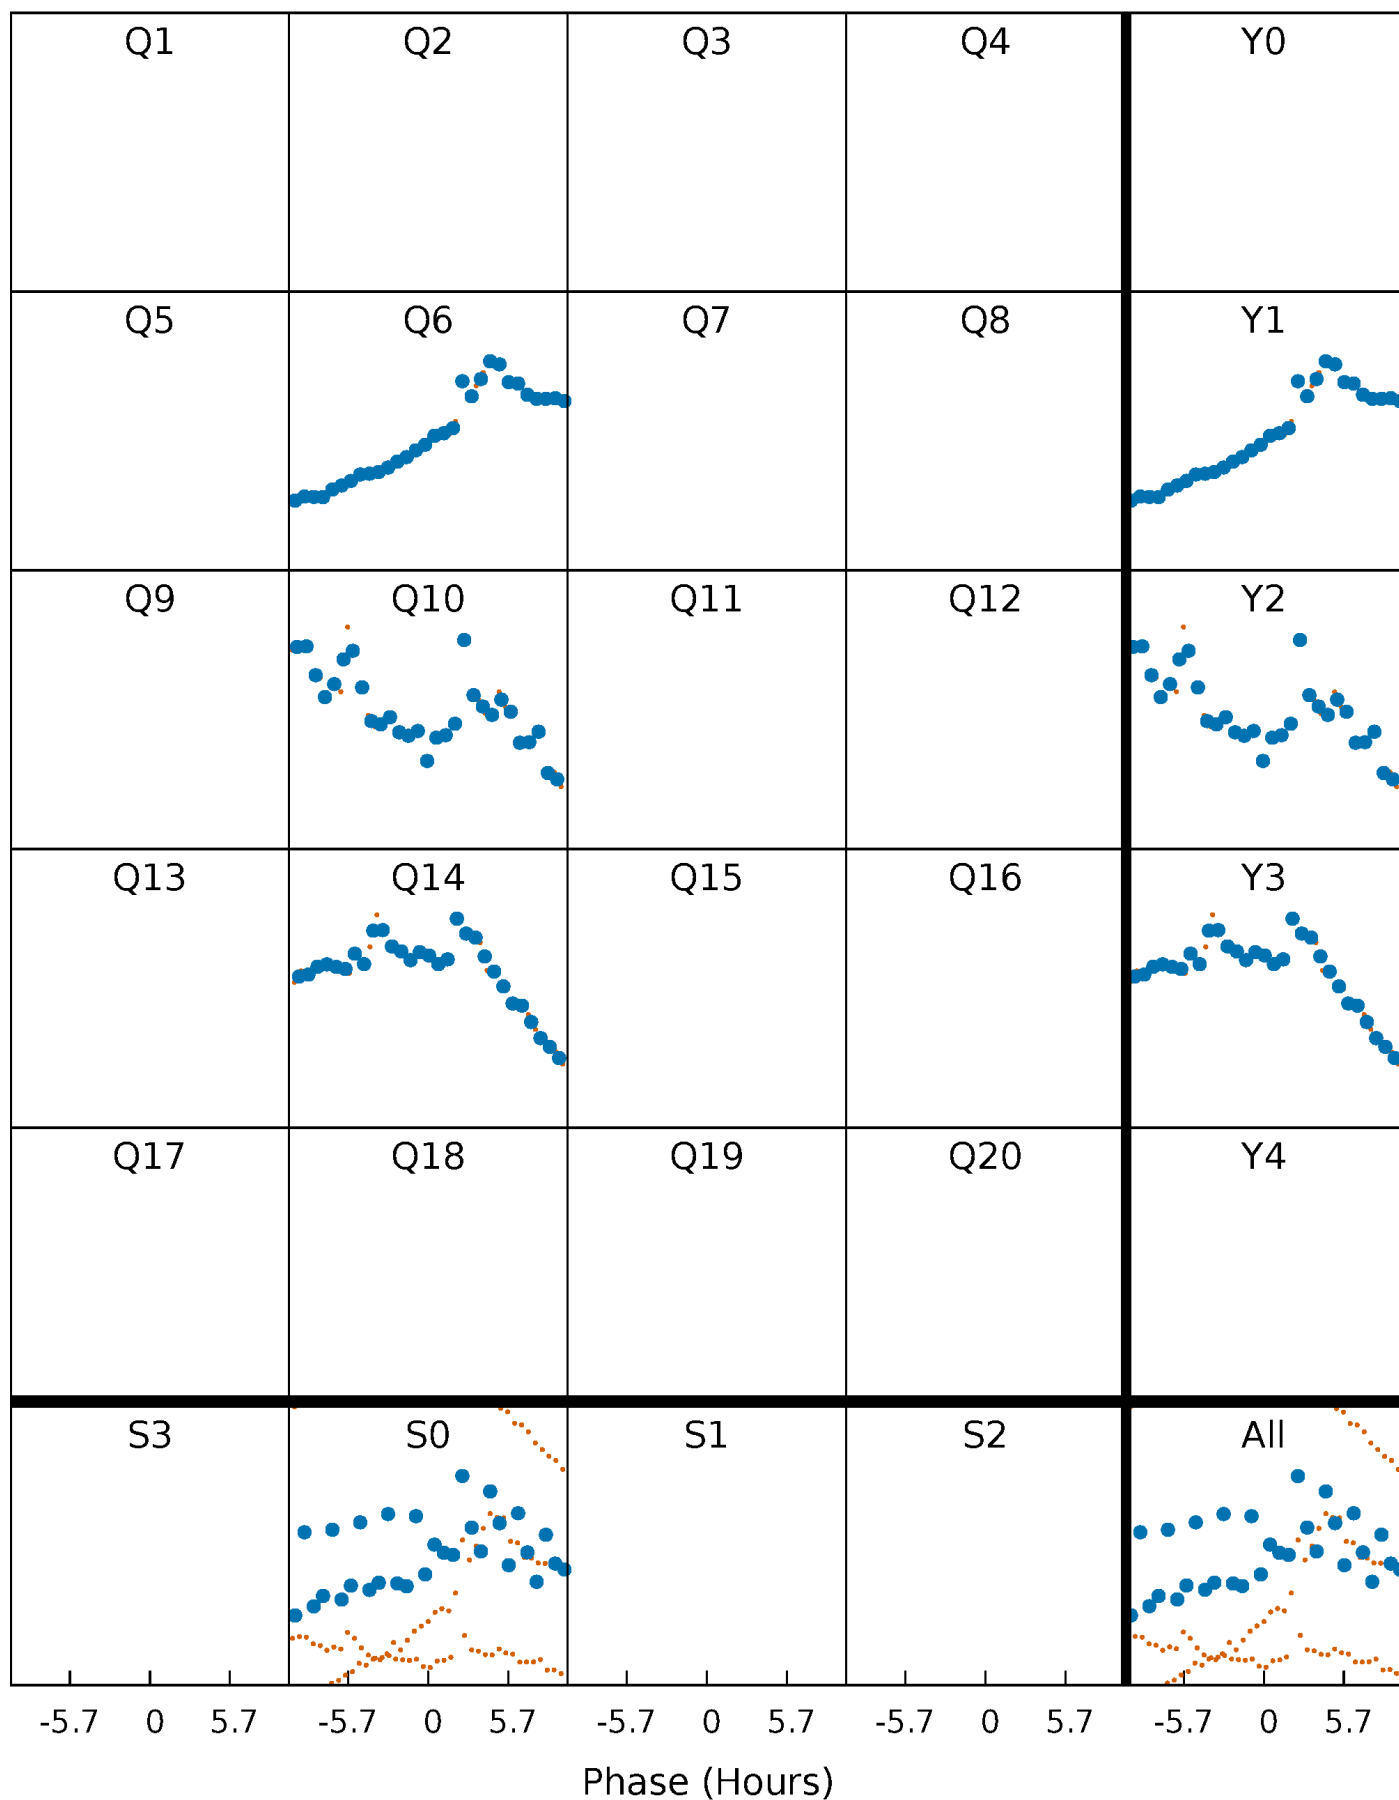 Q1 Q2 Q3 Q4 Y0
Q5 Q6 Q7 Q8 Y1
Q9 Q10 Q11 Q12 Y2
Q13 Q14 Q15 Q16 Y3
Q17 Q18 Q19 Q20 Y4
S3 S0 S1 S2 All
-5.7 0 5.7 -5.7 0 5.7 -5.7 0 5.7 -5.7 0 5.7 -5.7 0 5.7
Phase (Hours)